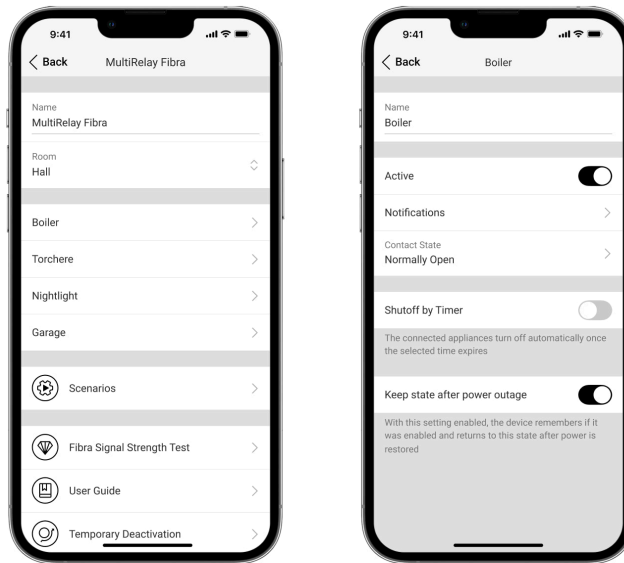 9:41
Back
MultiRelay Fibra
Name
MultiRelay Fibra
Room
Hall
Boiler
Torchere
Nightlight
Garage
Scenarios
Fibra Signal Strength Test
User Guide
Temporary Deactivation
9:41
Back
Boiler
Name
Boiler
Active
Notifications
Contact State
Normally Open
Shutoff by Timer
The connected appliances turn off automatically once
the selected time expires
Keep state after power outage
With this setting enabled, the device remembers if it
was enabled and returns to this state after power is
restored